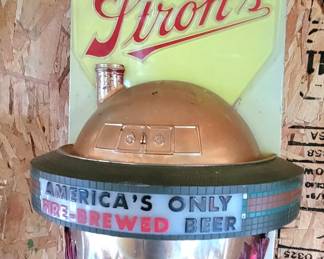 Stroh's
AMERICA'S ONLY
FIRE-BREWED BEER